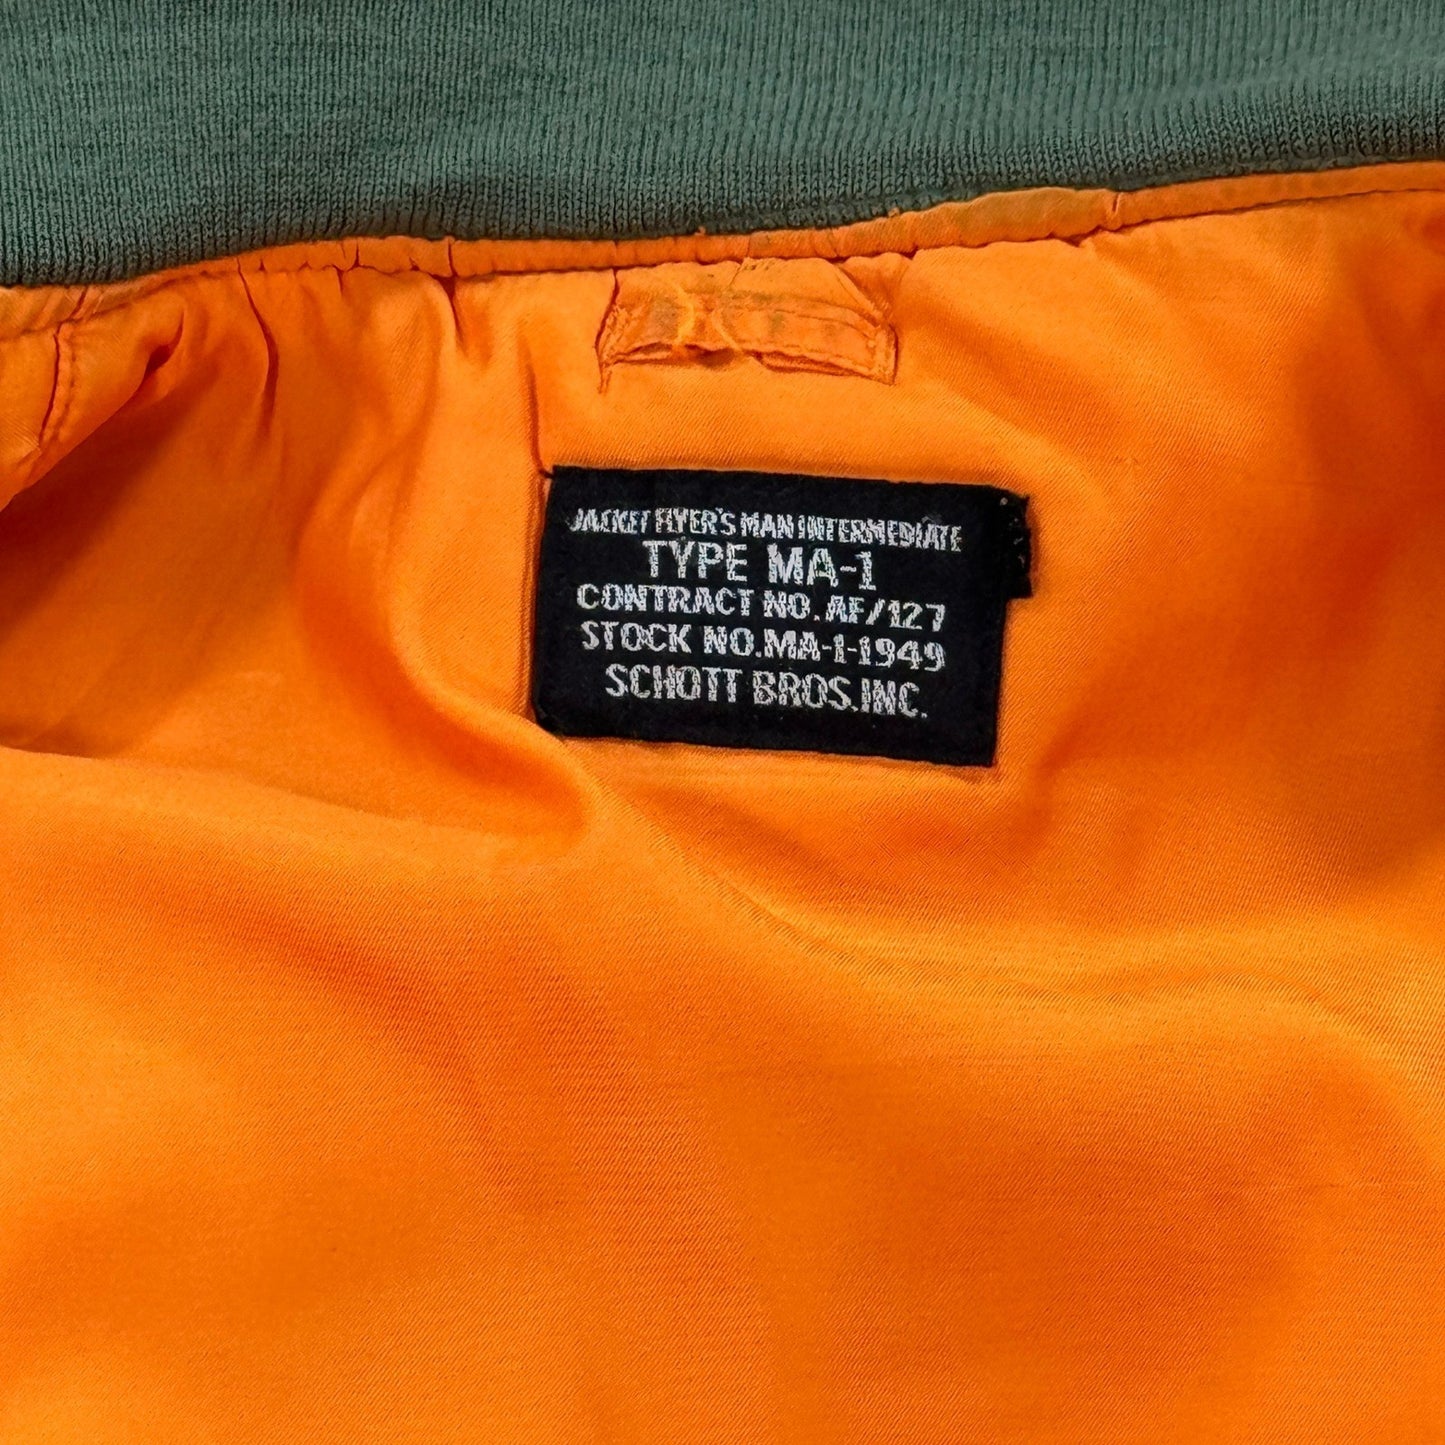 JACKET FLYER'S MAN INTERMEDIATE
TYPE MA-1
CONTRACT NO. AF/127
STOCK NO. MA-1-1949
SCHOTT BROS. INC.